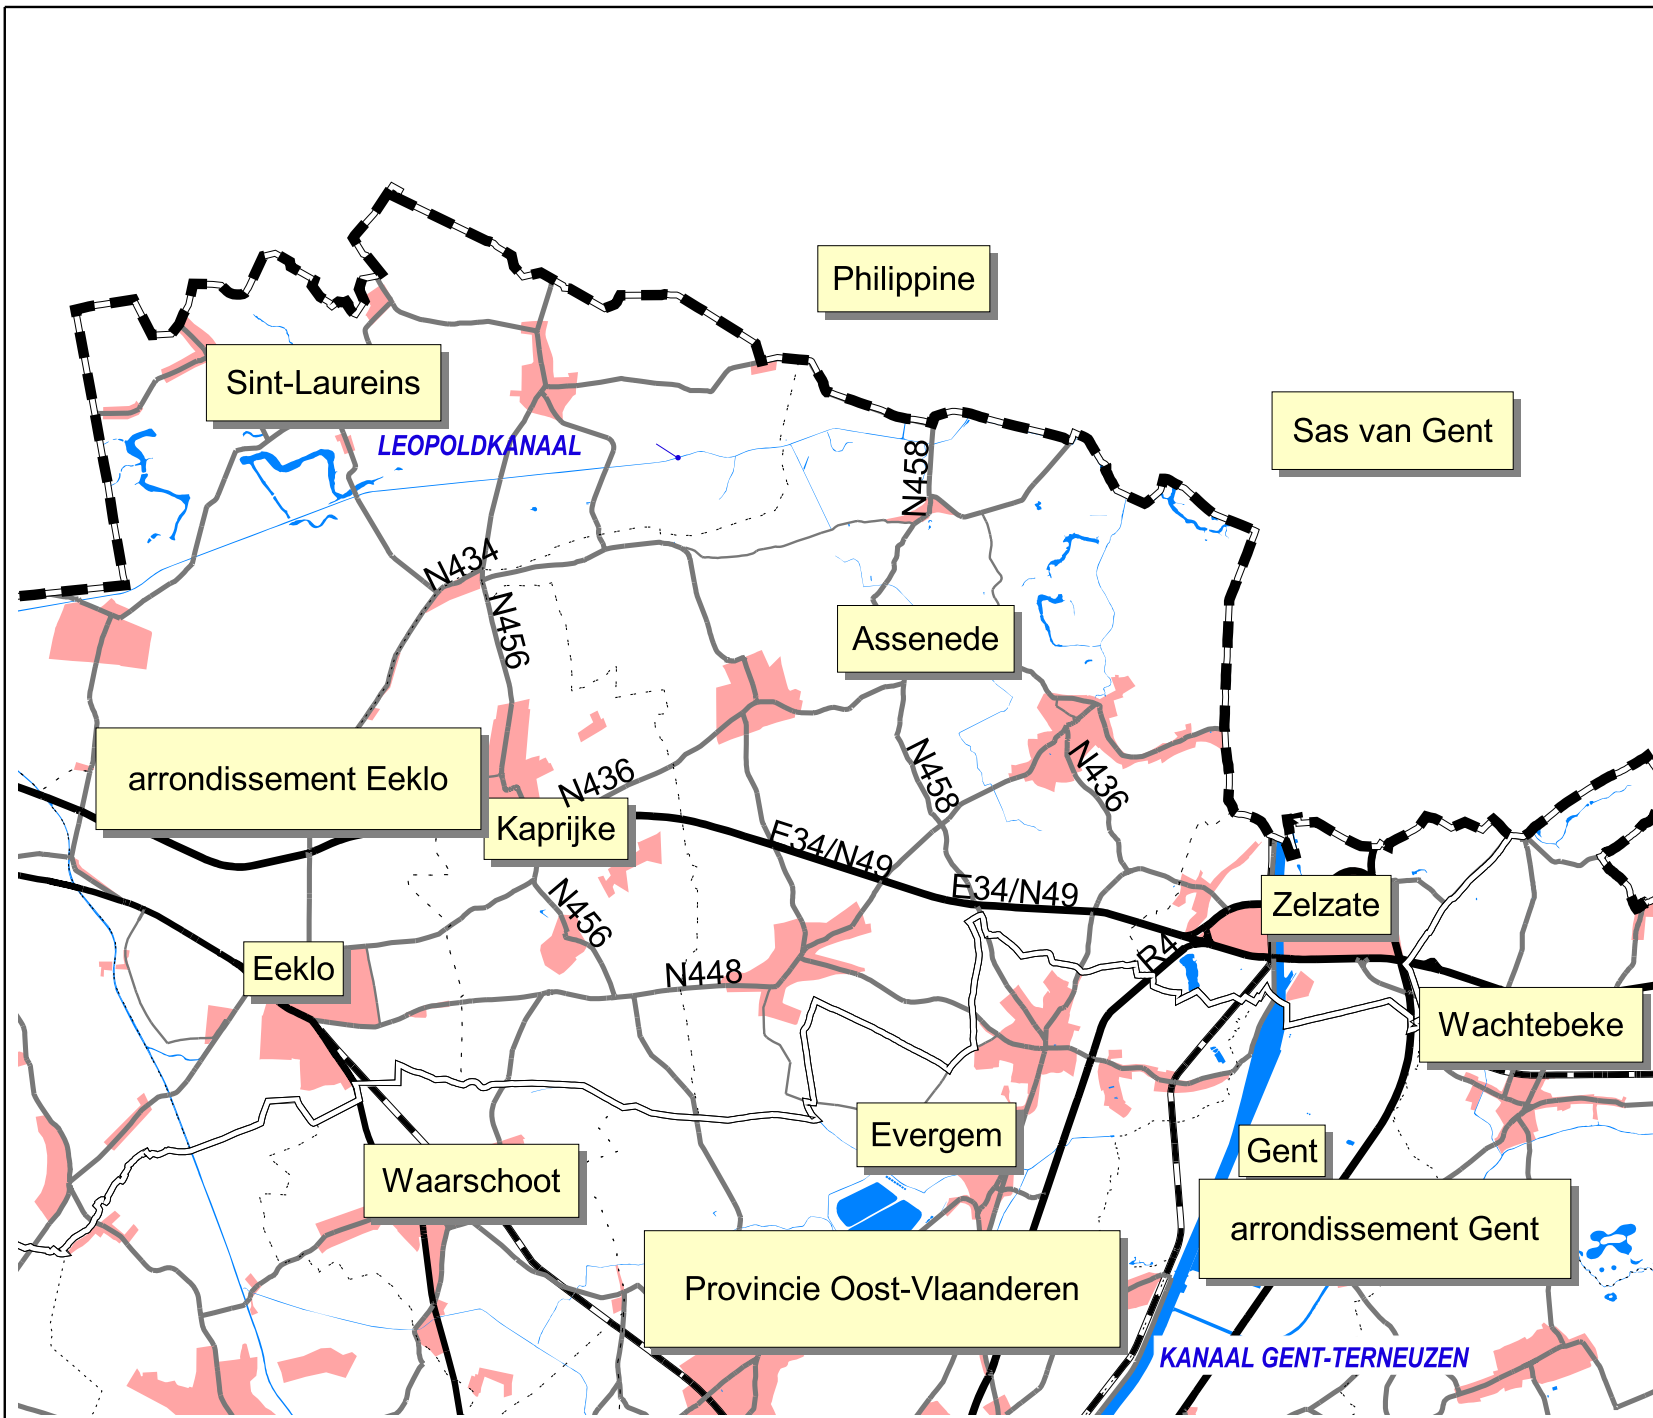 Philippine
Sint-Laureins
Sas van Gent
LEOPOLDKANAAL
N458
N434
N456
Assenede
arrondissement Eeklo
N436
N458
N436
Kaprijke
E34/N49
E34/N49
N456
Zelzate
R4
Eeklo
N448
Wachtebeke
Evergem
Gent
Waarschoot
arrondissement Gent
Provincie Oost-Vlaanderen
KANAAL GENT-TERNEUZEN